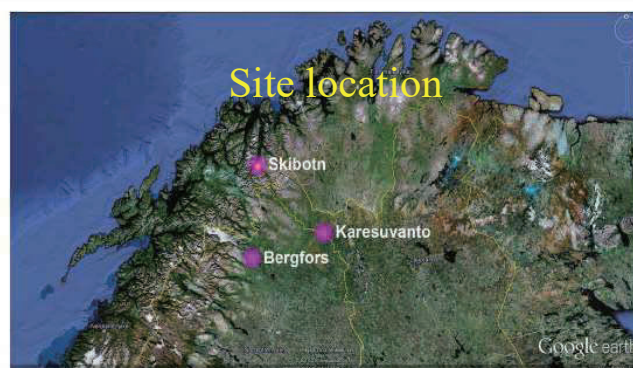 Site location
Skibotn
Karesuvanto
Bergfors
Google earth